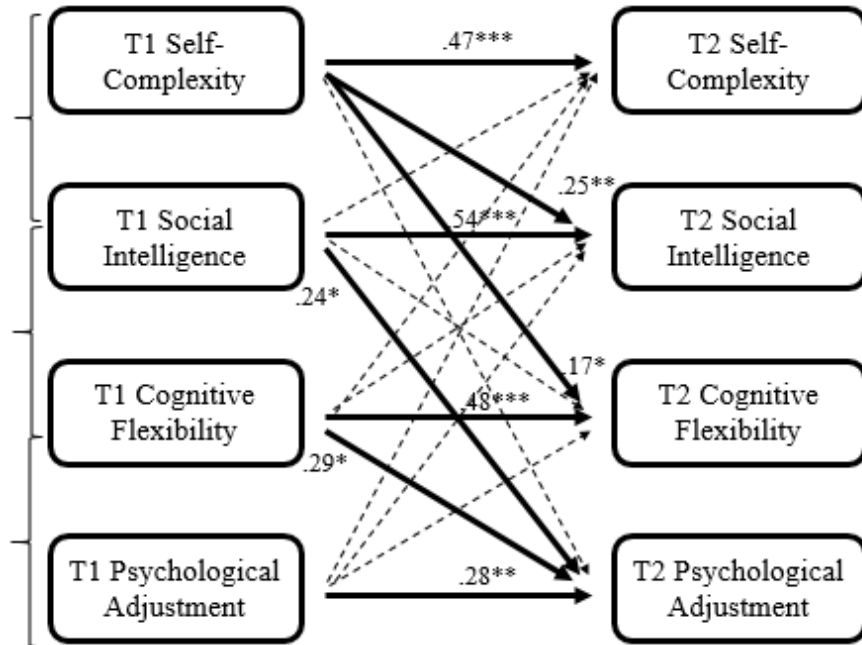 T1 Self-
Complexity
.47***
T2 Self-
Complexity
.25**
T1 Social
Intelligence
.54***
T2 Social
Intelligence
.24*
.17*
T1 Cognitive
Flexibility
.48***
T2 Cognitive
Flexibility
.29*
T1 Psychological
Adjustment
.28**
T2 Psychological
Adjustment